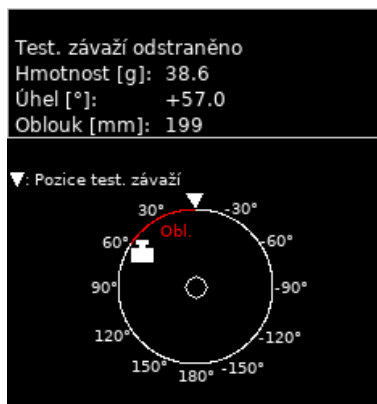 Test. závaží odstraněno
Hmotnost [g]: 38.6
Úhel [°]: +57.0
Oblouk [mm]: 199
▼: Pozice test. závaží
30° -30°
Obl.
60° -60°
90° -90°
120° -120°
150° 180° -150°